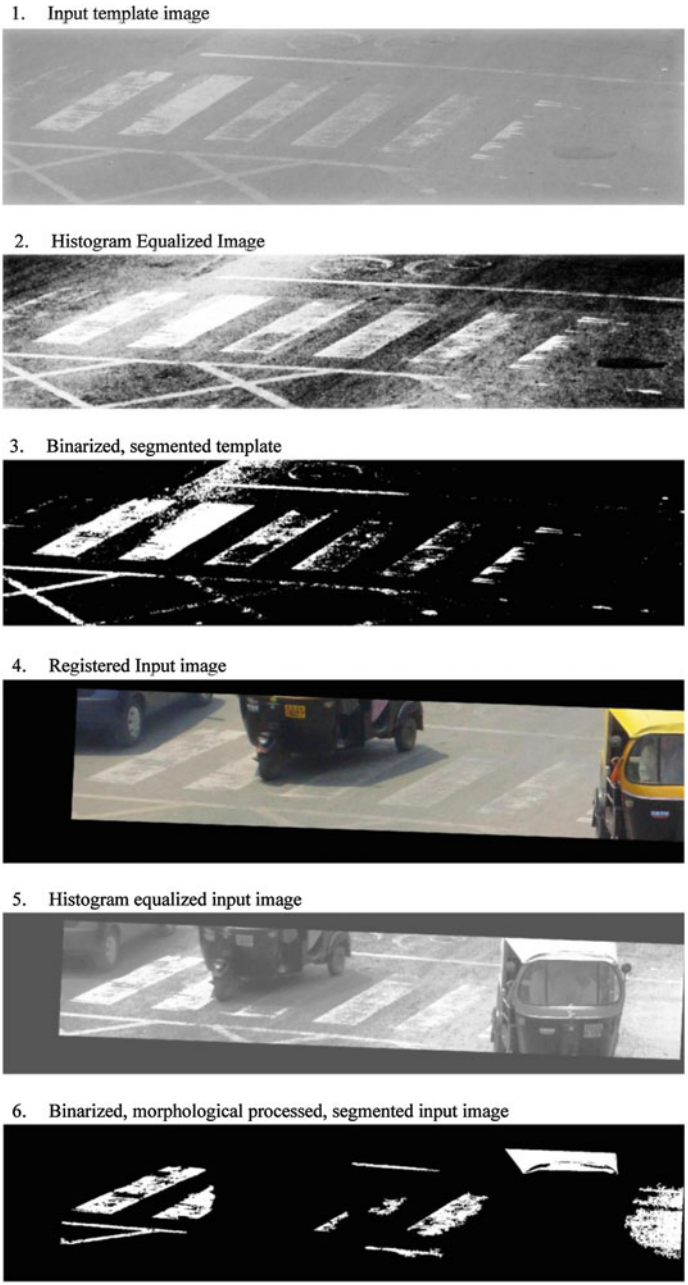 1. Input template image
2. Histogram Equalized Image
3. Binarized, segmented template
4. Registered Input image
5. Histogram equalized input image
6. Binarized, morphological processed, segmented input image